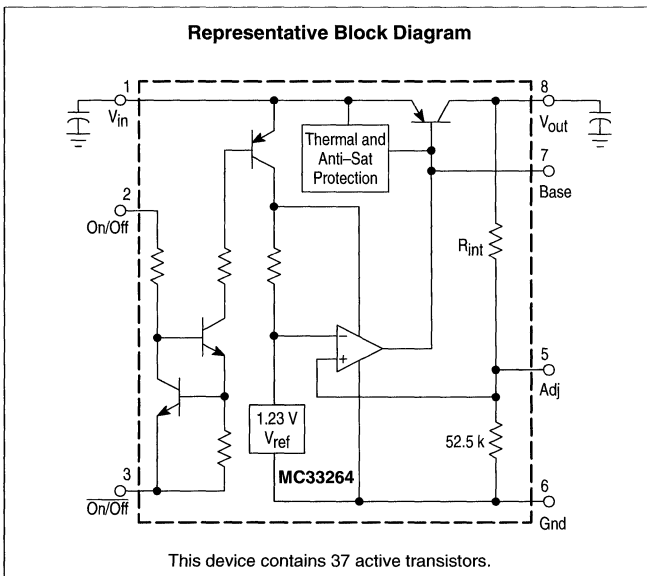 Representative Block Diagram
1
Vin
8
Vout
Thermal and
Anti–Sat
Protection
7
Base
2
On/Off
Rint
5
Adj
1.23 V
Vref
52.5 k
MC33264
3
On/Off
6
Gnd
This device contains 37 active transistors.